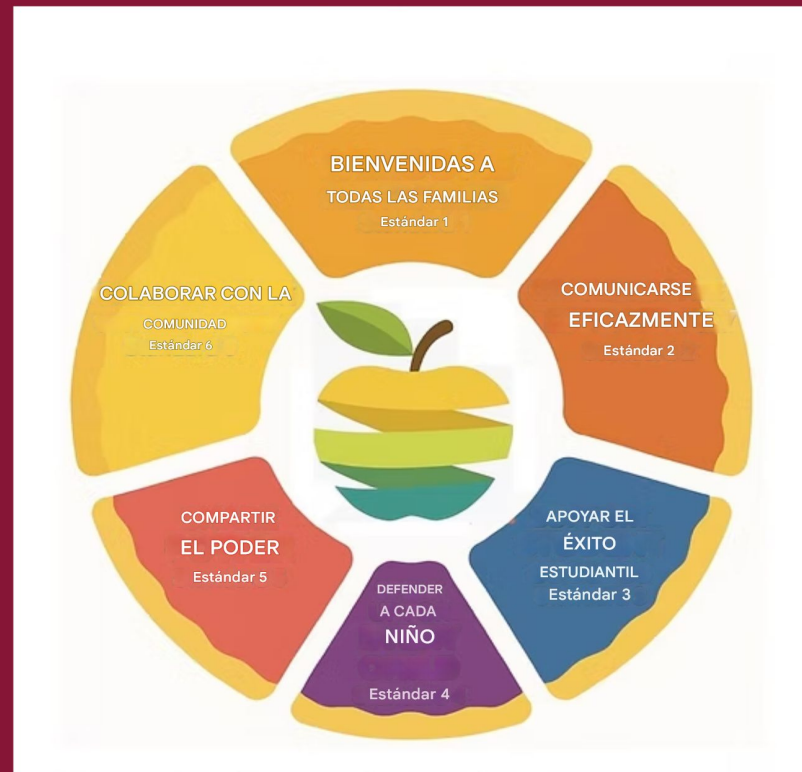 BIENVENIDAS A
TODAS LAS FAMILIAS
Estándar 1
COMUNICARSE
EFICAZMENTE
Estándar 2
APOYAR EL
ÉXITO
ESTUDIANTIL
Estándar 3
DEFENDER
A CADA
NIÑO
Estándar 4
COMPARTIR
EL PODER
Estándar 5
COLABORAR CON LA
COMUNIDAD
Estándar 6